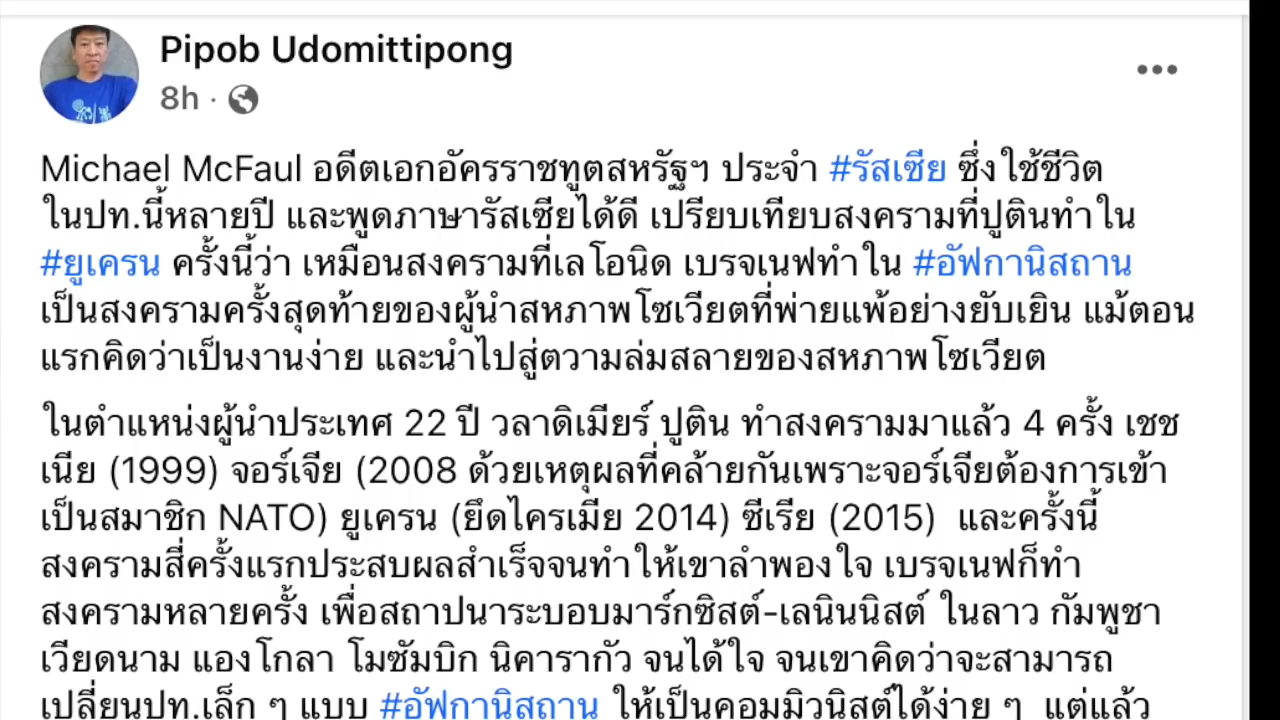 Pipob Udomittipong
8h ·
Michael McFaul อดีตเอกอัครราชทูตสหรัฐฯ ประจำ #รัสเซีย ซึ่งใช้ชีวิต
ในปท.นี้หลายปี และพูดภาษารัสเซียได้ดี เปรียบเทียบสงครามที่ปูตินทำใน
#ยูเครน ครั้งนี้ว่า เหมือนสงครามที่เลโอนิด เบรจเนฟทำใน #อัฟกานิสถาน
เป็นสงครามครั้งสุดท้ายของผู้นำสหภาพโซเวียตที่พ่ายแพ้อย่างยับเยิน แม้ตอน
แรกคิดว่าเป็นงานง่าย และนำไปสู่ตวามล่มสลายของสหภาพโซเวียต
ในตำแหน่งผู้นำประเทศ 22 ปี วลาดิเมียร์ ปูติน ทำสงครามมาแล้ว 4 ครั้ง เชช
เนีย (1999) จอร์เจีย (2008 ด้วยเหตุผลที่คล้ายกันเพราะจอร์เจียต้องการเข้า
เป็นสมาชิก NATO) ยูเครน (ยึดไครเมีย 2014) ซีเรีย (2015)  และครั้งนี้
สงครามสี่ครั้งแรกประสบผลสำเร็จจนทำให้เขาลำพองใจ เบรจเนฟก็ทำ
สงครามหลายครั้ง เพื่อสถาปนาระบอบมาร์กซิสต์-เลนินนิสต์ ในลาว กัมพูชา
เวียดนาม แองโกลา โมซัมบิก นิคารากัว จนได้ใจ จนเขาคิดว่าจะสามารถ
เปลี่ยนปท.เล็ก ๆ แบบ #อัฟกานิสถาน ให้เป็นคอมมิวนิสต์ได้ง่าย ๆ  แต่แล้ว